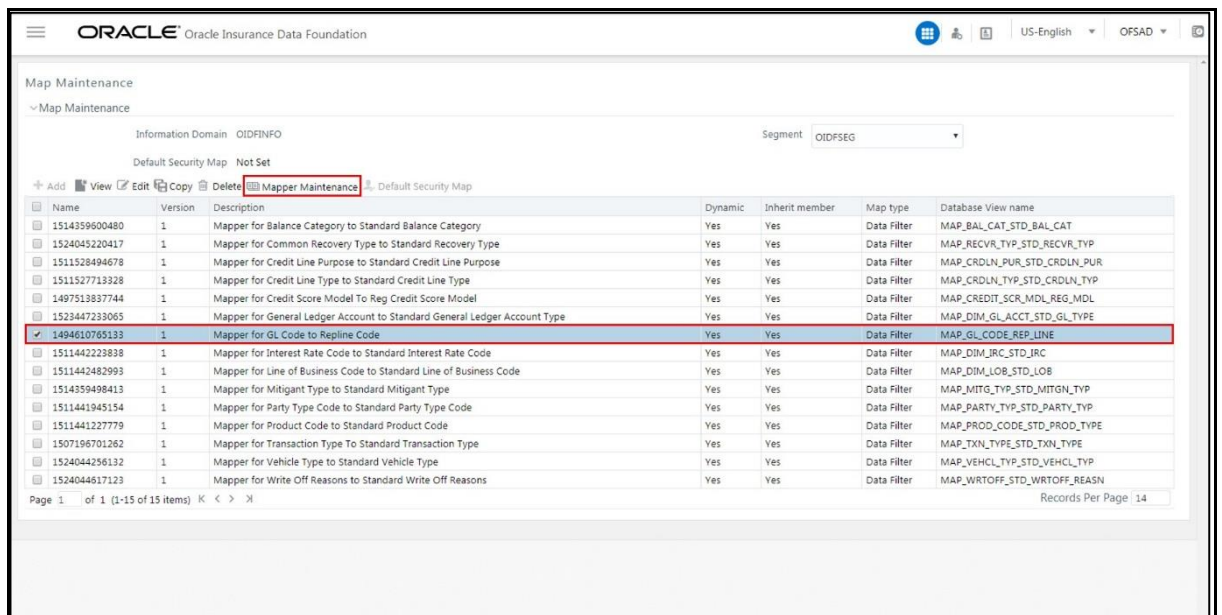 ORACLE® Oracle Insurance Data Foundation US-English OFSAD
Map Maintenance
Map Maintenance
Information Domain OIDFINFO Segment OIDFSEG
Default Security Map Not Set
Add View Edit Copy Delete Mapper Maintenance Default Security Map
Name Version Description Dynamic Inherit member Map type Database View name
1514359600480 1 Mapper for Balance Category to Standard Balance Category Yes Yes Data Filter MAP_BAL_CAT_STD_BAL_CAT
1524045220417 1 Mapper for Common Recovery Type to Standard Recovery Type Yes Yes Data Filter MAP_RECVR_TYP_STD_RECVR_TYP
1511528494678 1 Mapper for Credit Line Purpose to Standard Credit Line Purpose Yes Yes Data Filter MAP_CRDLN_PUR_STD_CRDLN_PUR
1511527713328 1 Mapper for Credit Line Type to Standard Credit Line Type Yes Yes Data Filter MAP_CRDLN_TYP_STD_CRDLN_TYP
1497513837744 1 Mapper for Credit Score Model To Reg Credit Score Model Yes Yes Data Filter MAP_CREDIT_SCR_MDL_REG_MDL
1523447233065 1 Mapper for General Ledger Account to Standard General Ledger Account Type Yes Yes Data Filter MAP_DIM_GL_ACCT_STD_GL_TYPE
1494610765133 1 Mapper for GL Code to Repline Code Yes Yes Data Filter MAP_GL_CODE_REP_LINE
1511442223838 1 Mapper for Interest Rate Code to Standard Interest Rate Code Yes Yes Data Filter MAP_DIM_IRC_STD_IRC
1511442482993 1 Mapper for Line of Business Code to Standard Line of Business Code Yes Yes Data Filter MAP_DIM_LOB_STD_LOB
1514359498413 1 Mapper for Mitigant Type to Standard Mitigant Type Yes Yes Data Filter MAP_MITG_TYP_STD_MITGN_TYP
1511441945154 1 Mapper for Party Type Code to Standard Party Type Code Yes Yes Data Filter MAP_PARTY_TYP_STD_PARTY_TYP
1511441227779 1 Mapper for Product Code to Standard Product Code Yes Yes Data Filter MAP_PROD_CODE_STD_PROD_TYPE
1507196701262 1 Mapper for Transaction Type To Standard Transaction Type Yes Yes Data Filter MAP_TXN_TYPE_STD_TXN_TYPE
1524044256132 1 Mapper for Vehicle Type to Standard Vehicle Type Yes Yes Data Filter MAP_VEHCL_TYP_STD_VEHCL_TYP
1524044617123 1 Mapper for Write Off Reasons to Standard Write Off Reasons Yes Yes Data Filter MAP_WRTOFF_STD_WRTOFF_REASN
Page 1 of 1 (1-15 of 15 items) Records Per Page 14